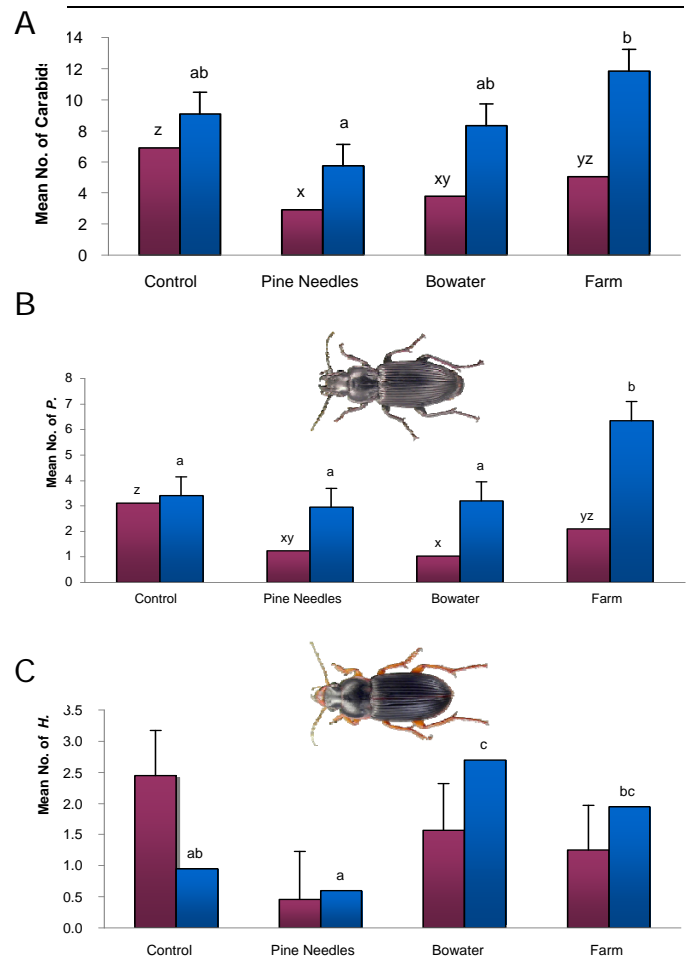 A
Mean No. of Carabids
14
12
10
8
6
4
2
0
z
ab
x
a
xy
ab
yz
b
Control
Pine Needles
Bowater
Farm
B
Mean No. of P.
8
7
6
5
4
3
2
1
0
z
a
xy
a
x
a
yz
b
Control
Pine Needles
Bowater
Farm
C
Mean No. of H.
3.5
3.0
2.5
2.0
1.5
1.0
0.5
0.0
ab
a
c
bc
Control
Pine Needles
Bowater
Farm